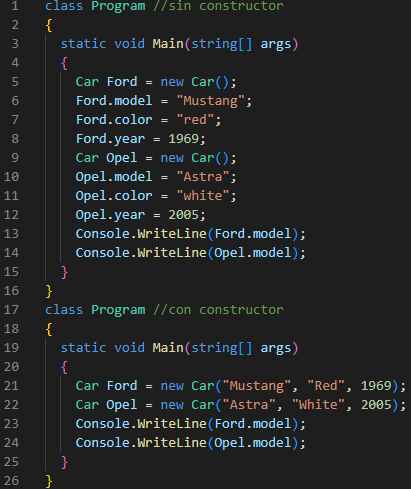 1 class Program //sin constructor
2 {
3 static void Main(string[] args)
4 {
5 Car Ford = new Car();
6 Ford.model = "Mustang";
7 Ford.color = "red";
8 Ford.year = 1969;
9 Car Opel = new Car();
10 Opel.model = "Astra";
11 Opel.color = "white";
12 Opel.year = 2005;
13 Console.WriteLine(Ford.model);
14 Console.WriteLine(Opel.model);
15 }
16 }
17 class Program //con constructor
18 {
19 static void Main(string[] args)
20 {
21 Car Ford = new Car("Mustang", "Red", 1969);
22 Car Opel = new Car("Astra", "White", 2005);
23 Console.WriteLine(Ford.model);
24 Console.WriteLine(Opel.model);
25 }
26 }